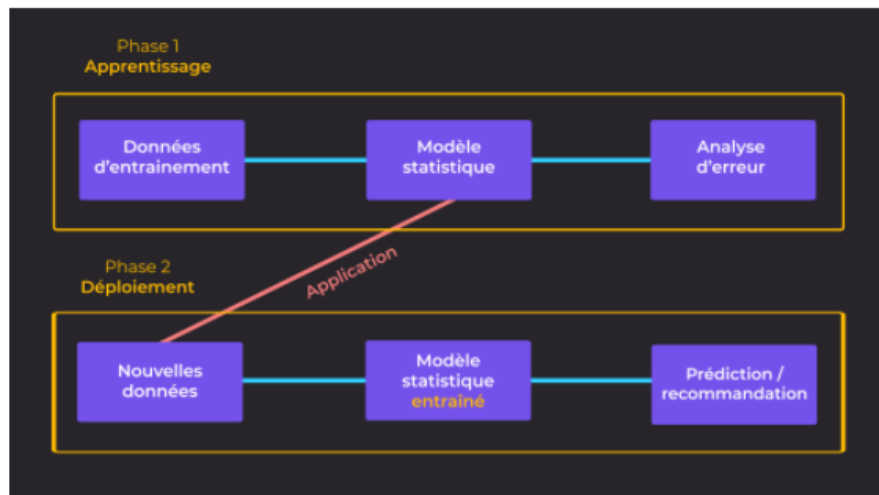 Phase 1
Apprentissage
Données
d'entrainement
Modèle
statistique
Analyse
d'erreur
Application
Phase 2
Déploiement
Nouvelles
données
Modèle
statistique
entraîné
Prédiction /
recommandation